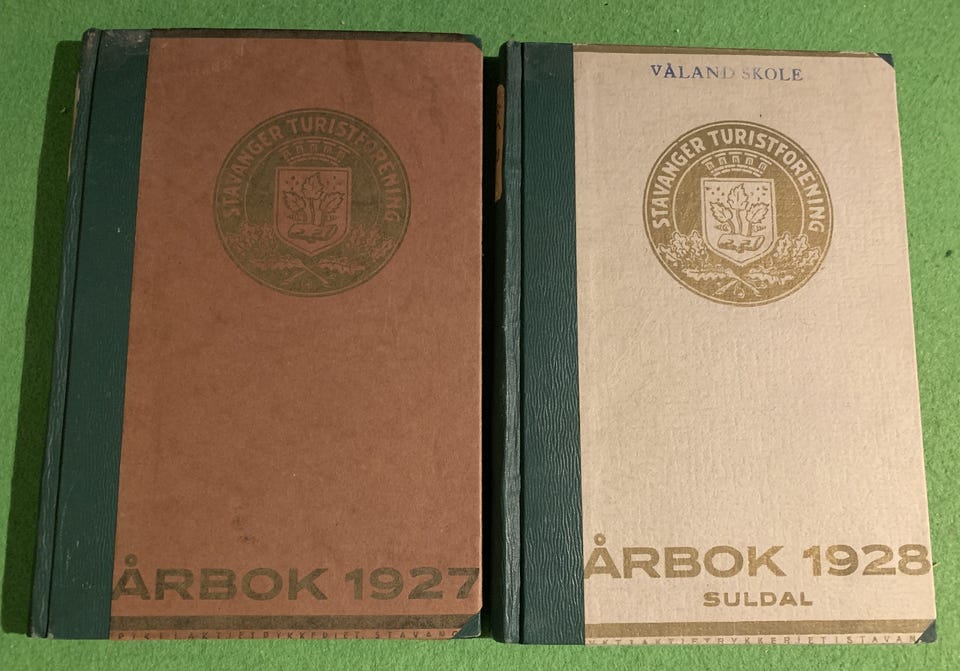 STAVANGER TURISTFORENING
ÅRBOK 1927
VÅLAND SKOLE
STAVANGER TURISTFORENING
ÅRBOK 1928
SULDAL